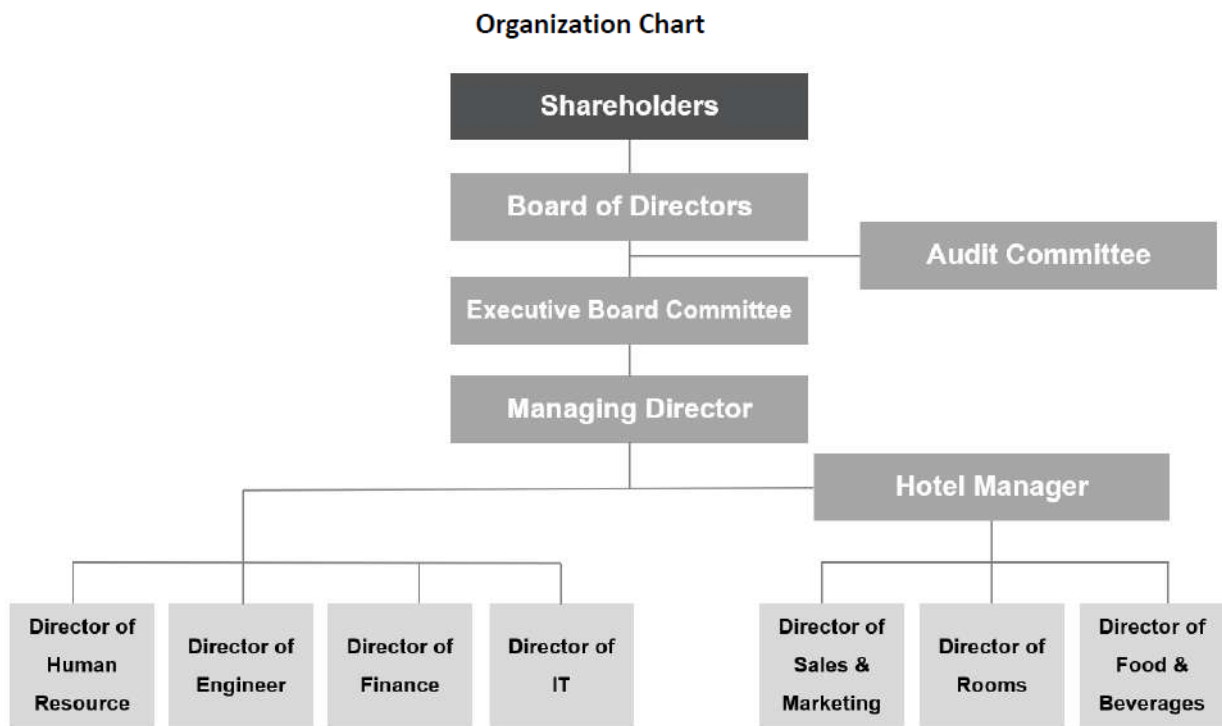 Organization Chart
Shareholders
Board of Directors
Audit Committee
Executive Board Committee
Managing Director
Hotel Manager
Director of
Human
Resource
Director of
Engineer
Director of
Finance
Director of
IT
Director of
Sales &
Marketing
Director of
Rooms
Director of
Food &
Beverages